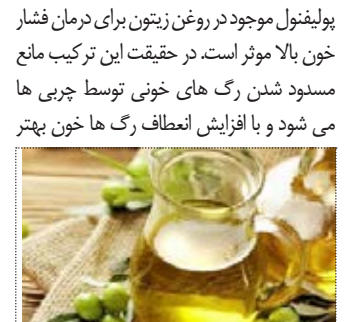 پولیفنول موجود در روغن زیتون برای درمان فشار
خون بالا موثر است. در حقیقت این ترکیب مانع
مسدود شدن رگ های خونی توسط چربی ها
می شود و با افزایش انعطاف رگ ها خون بهتر